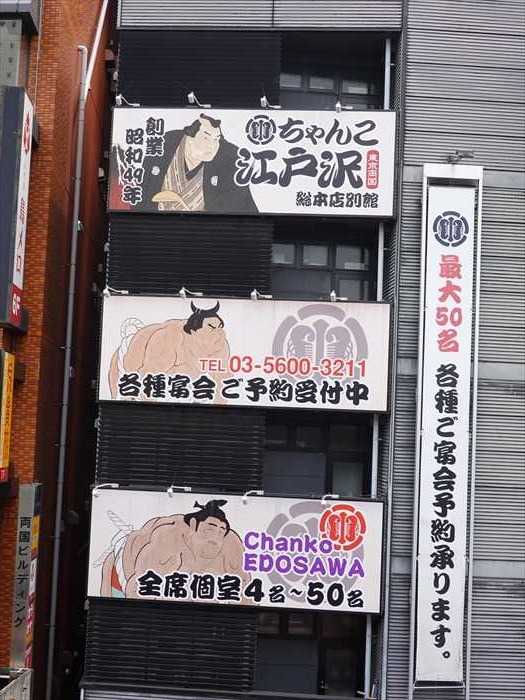 創業
昭和49年
ちゃんこ
江戸沢
東京両国
総本店別館
TEL 03-5600-3211
各種宴会ご予約受付中
Chanko
EDOSAWA
全席個室4名~50名
最大50名 各種ご宴会予約承ります。
両国ビルディング